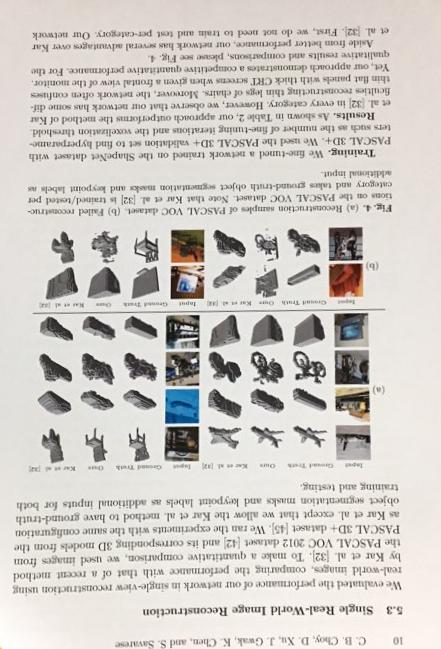 10 C. B. Choy, D. Xu, J. Gwak, K. Chen, and S. Savarese
5.3 Single Real-World Image Reconstruction
We evaluated the performance of our network in single-view reconstruction using
real-world images, comparing the performance with that of a recent method
by Kar et al. [32]. To make a quantitative comparison, we used images from
the PASCAL VOC 2012 dataset [42] and its corresponding 3D models from the
PASCAL 3D+ dataset [45]. We ran the experiments with the same configuration
as Kar et al. except that we allow the Kar et al. method to have ground-truth
object segmentation masks and keypoint labels as additional inputs for both
training and testing.
Input Ground Truth Ours Kar et al. [32] Input Ground Truth Ours Kar et al. [32]
(a)
Input Ground Truth Ours Kar et al. [32] Input Ground Truth Ours Kar et al. [32]
(b)
Fig. 4. (a) Reconstruction samples of PASCAL VOC dataset. (b) Failed reconstruc-
tions on the PASCAL VOC dataset. Note that Kar et al. [32] is trained/tested per
category and takes ground-truth object segmentation masks and keypoint labels as
additional input.
Training. We fine-tuned a network trained on the ShapeNet dataset with
PASCAL 3D+. We used the PASCAL 3D+ validation set to find hyperparame-
ters such as the number of fine-tuning iterations and the voxelization threshold.
Results. As shown in Table 2, our approach outperforms the method of Kar
et al. [32] in every category. However, we observe that our network has some dif-
ficulties reconstructing thin legs of chairs. Moreover, the network often confuses
thin flat panels with thick CRT screens when given a frontal view of the monitor.
Yet, our approach demonstrates a competitive quantitative performance. For the
qualitative results and comparisons, please see Fig. 4.
Aside from better performance, our network has several advantages over Kar
et al. [32]. First, we do not need to train and test per-category. Our network